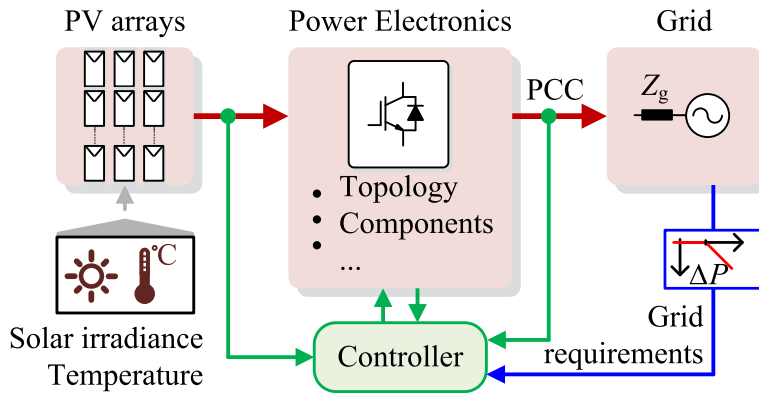 PV arrays
Power Electronics
Grid
PCC
Zg
• Topology
• Components
• ...
°C
ΔP
Solar irradiance
Temperature
Controller
Grid
requirements